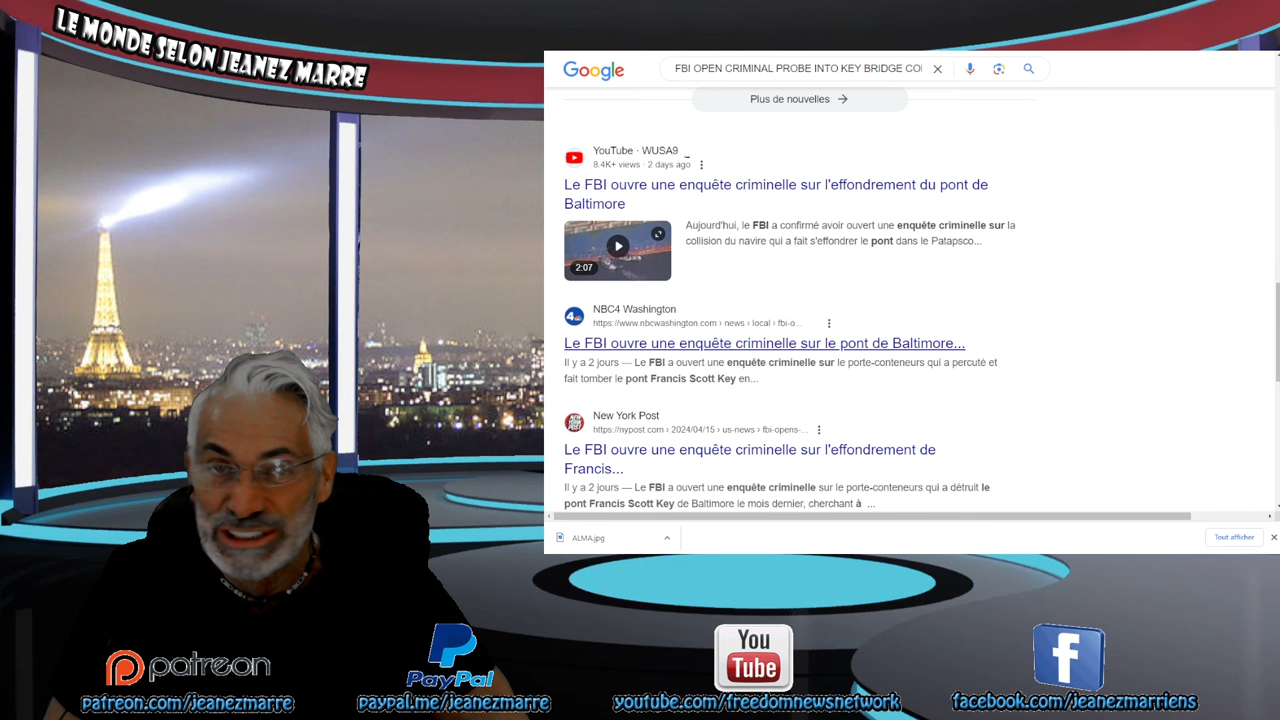 LE MONDE SELON JEANEZ MARRE
Google
FBI OPEN CRIMINAL PROBE INTO KEY BRIDGE
Plus de nouvelles
YouTube · WUSA9
8.4K+ views · 2 days ago
Le FBI ouvre une enquête criminelle sur l'effondrement du pont de
Baltimore
2:07
Aujourd'hui, le FBI a confirmé avoir ouvert une enquête criminelle sur la
collision du navire qui a fait s'effondrer le pont dans le Patapsco...
4
NBC4 Washington
https://www.nbcwashington.com › news › local › fbi-o...
Le FBI ouvre une enquête criminelle sur le pont de Baltimore...
Il y a 2 jours — Le FBI a ouvert une enquête criminelle sur le porte-conteneurs qui a percuté et
fait tomber le pont Francis Scott Key en...
New York Post
https://nypost.com › 2024/04/15 › us-news › fbi-opens-...
Le FBI ouvre une enquête criminelle sur l'effondrement de
Francis...
Il y a 2 jours — Le FBI a ouvert une enquête criminelle sur le porte-conteneurs qui a détruit le
pont Francis Scott Key de Baltimore le mois dernier, cherchant à ...
ALMA.jpg
Tout afficher
patreon
PayPal
You
Tube
f
patreon.com/jeanezmarre
paypal.me/jeanezmarre
youtube.com/freedomnewsnetwork
facebook.com/jeanezmarriens